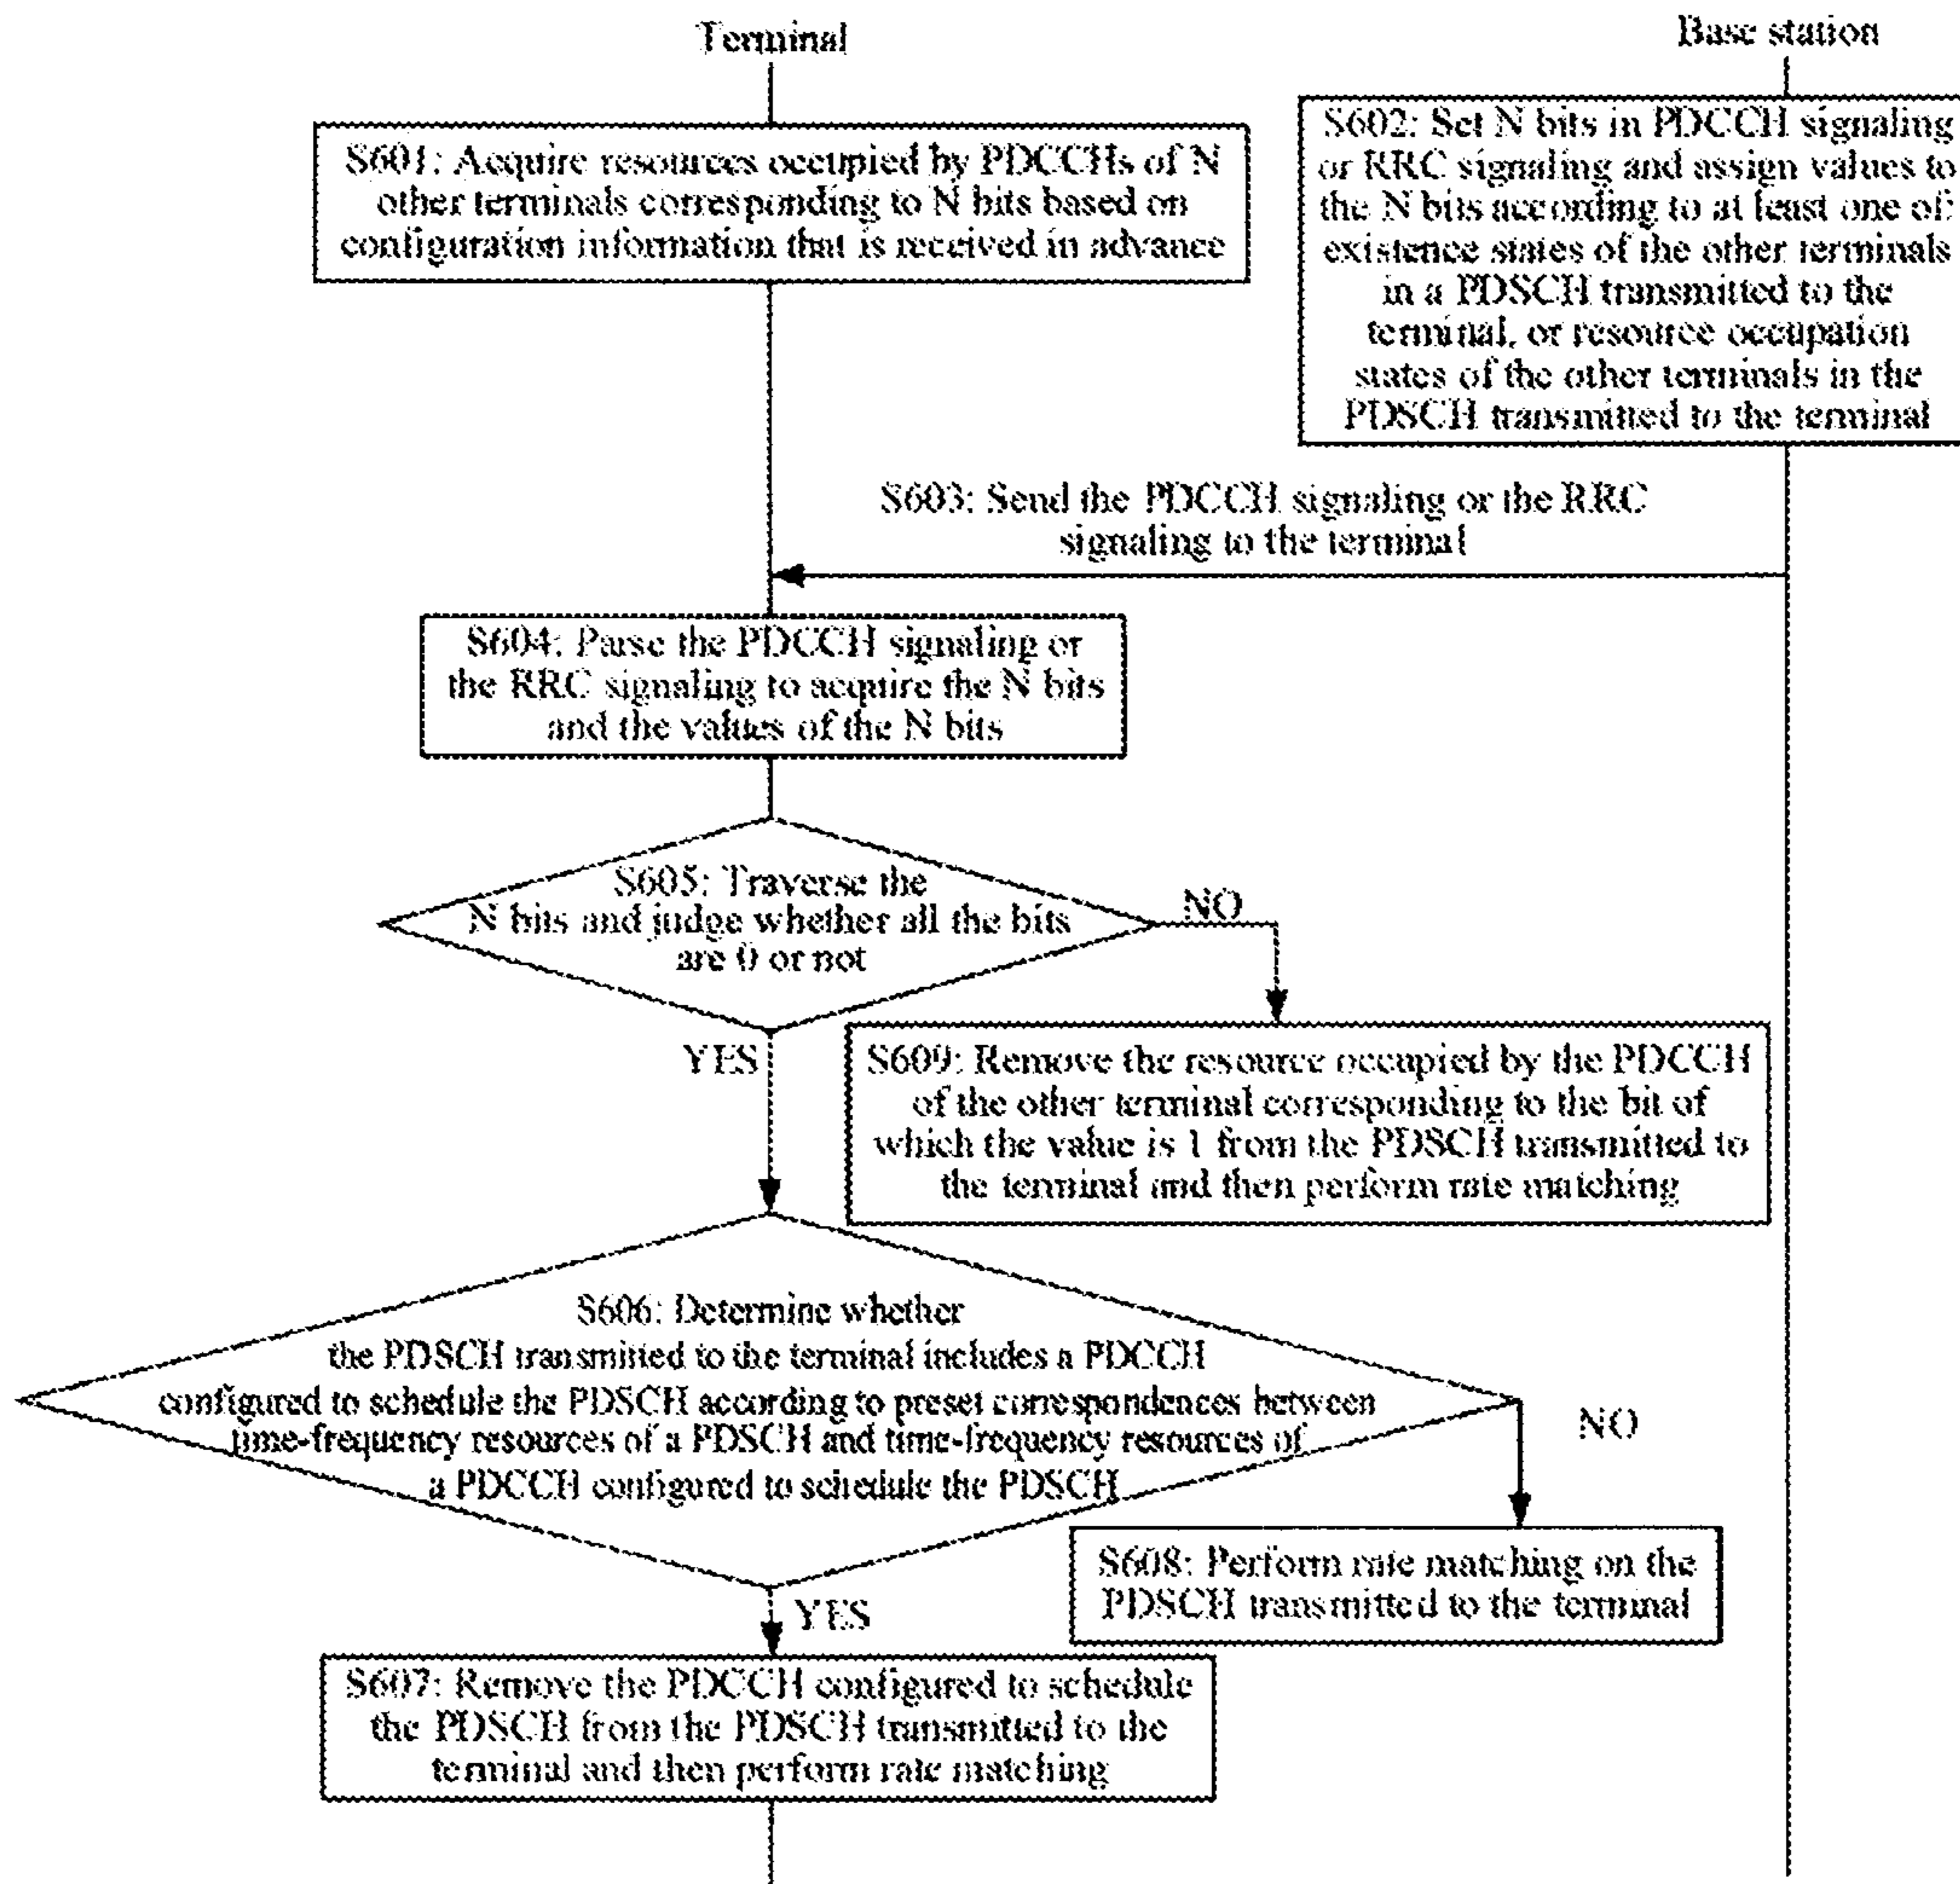 Terminal
Base station
S601: Acquire resources occupied by PDCCHs of N
other terminals corresponding to N bits based on
configuration information that is received in advance
S602: Set N bits in PDCCH signaling
or RRC signaling and assign values to
the N bits according to at least one of:
existence states of the other terminals
in a PDSCH transmitted to the
terminal, or resource occupation
states of the other terminals in the
PDSCH transmitted to the terminal
S603: Send the PDCCH signaling or the RRC
signaling to the terminal
S604: Parse the PDCCH signaling or
the RRC signaling to acquire the N bits
and the values of the N bits
S605: Traverse the
N bits and judge whether all the bits
are 0 or not
NO
YES
S609: Remove the resource occupied by the PDCCH
of the other terminal corresponding to the bit of
which the value is 1 from the PDSCH transmitted to
the terminal and then perform rate matching
S606: Determine whether
the PDSCH transmitted to the terminal includes a PDCCH
configured to schedule the PDSCH according to preset correspondences between
time-frequency resources of a PDSCH and time-frequency resources of
a PDCCH configured to schedule the PDSCH
NO
S608: Perform rate matching on the
PDSCH transmitted to the terminal
YES
S607: Remove the PDCCH configured to schedule
the PDSCH from the PDSCH transmitted to the
terminal and then perform rate matching